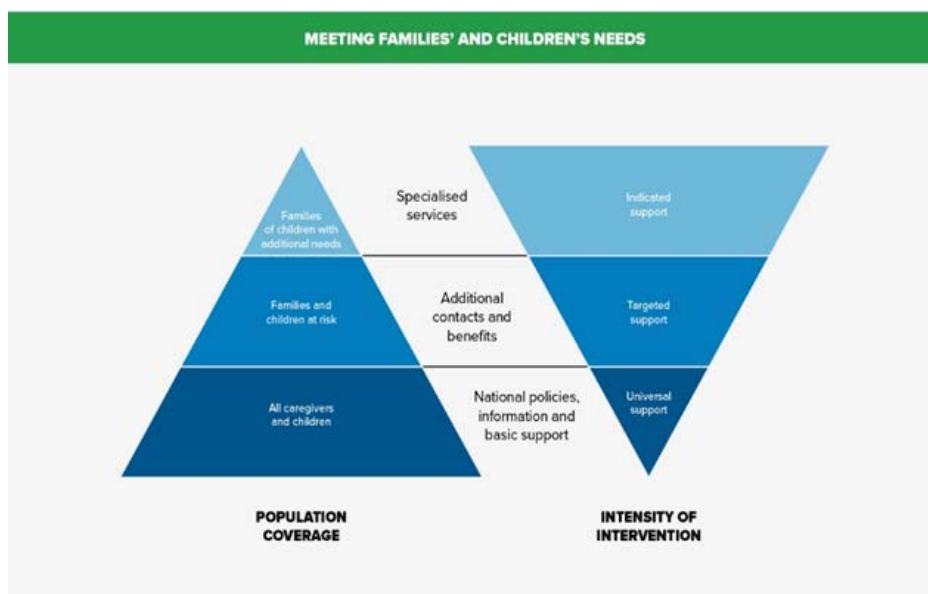 MEETING FAMILIES' AND CHILDREN'S NEEDS
Families
of children with
additional needs
Specialised
services
Indicated
support
Families and
children at risk
Additional
contacts and
benefits
Targeted
support
All caregivers
and children
National policies,
information and
basic support
Universal
support
POPULATION
COVERAGE
INTENSITY OF
INTERVENTION